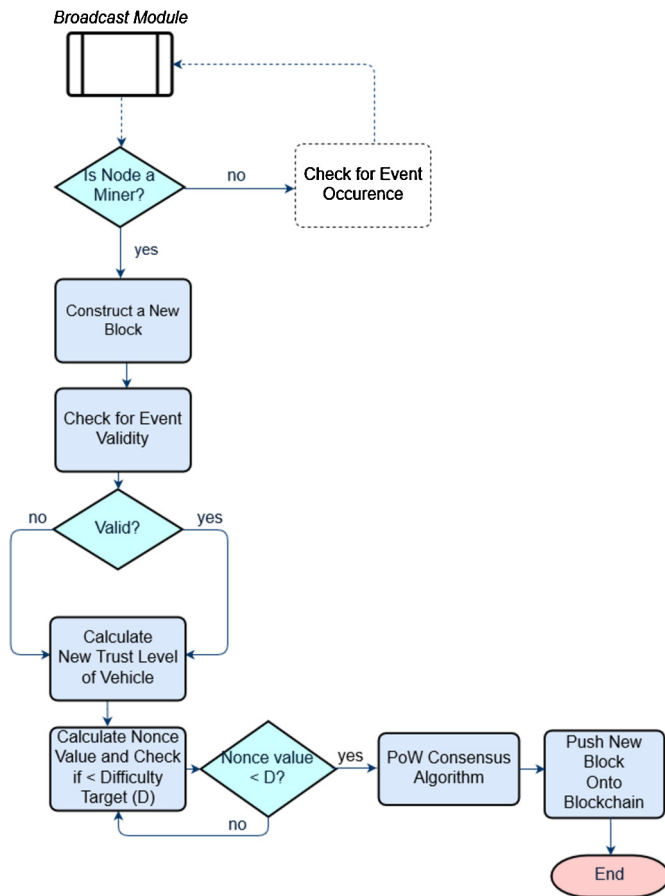 Broadcast Module
Is Node a
Miner?
no
Check for Event
Occurence
yes
Construct a New
Block
Check for Event
Validity
no
Valid?
yes
Calculate
New Trust Level
of Vehicle
Calculate Nonce
Value and Check
if < Difficulty
Target (D)
Nonce value
< D?
yes
no
PoW Consensus
Algorithm
Push New
Block
Onto
Blockchain
End